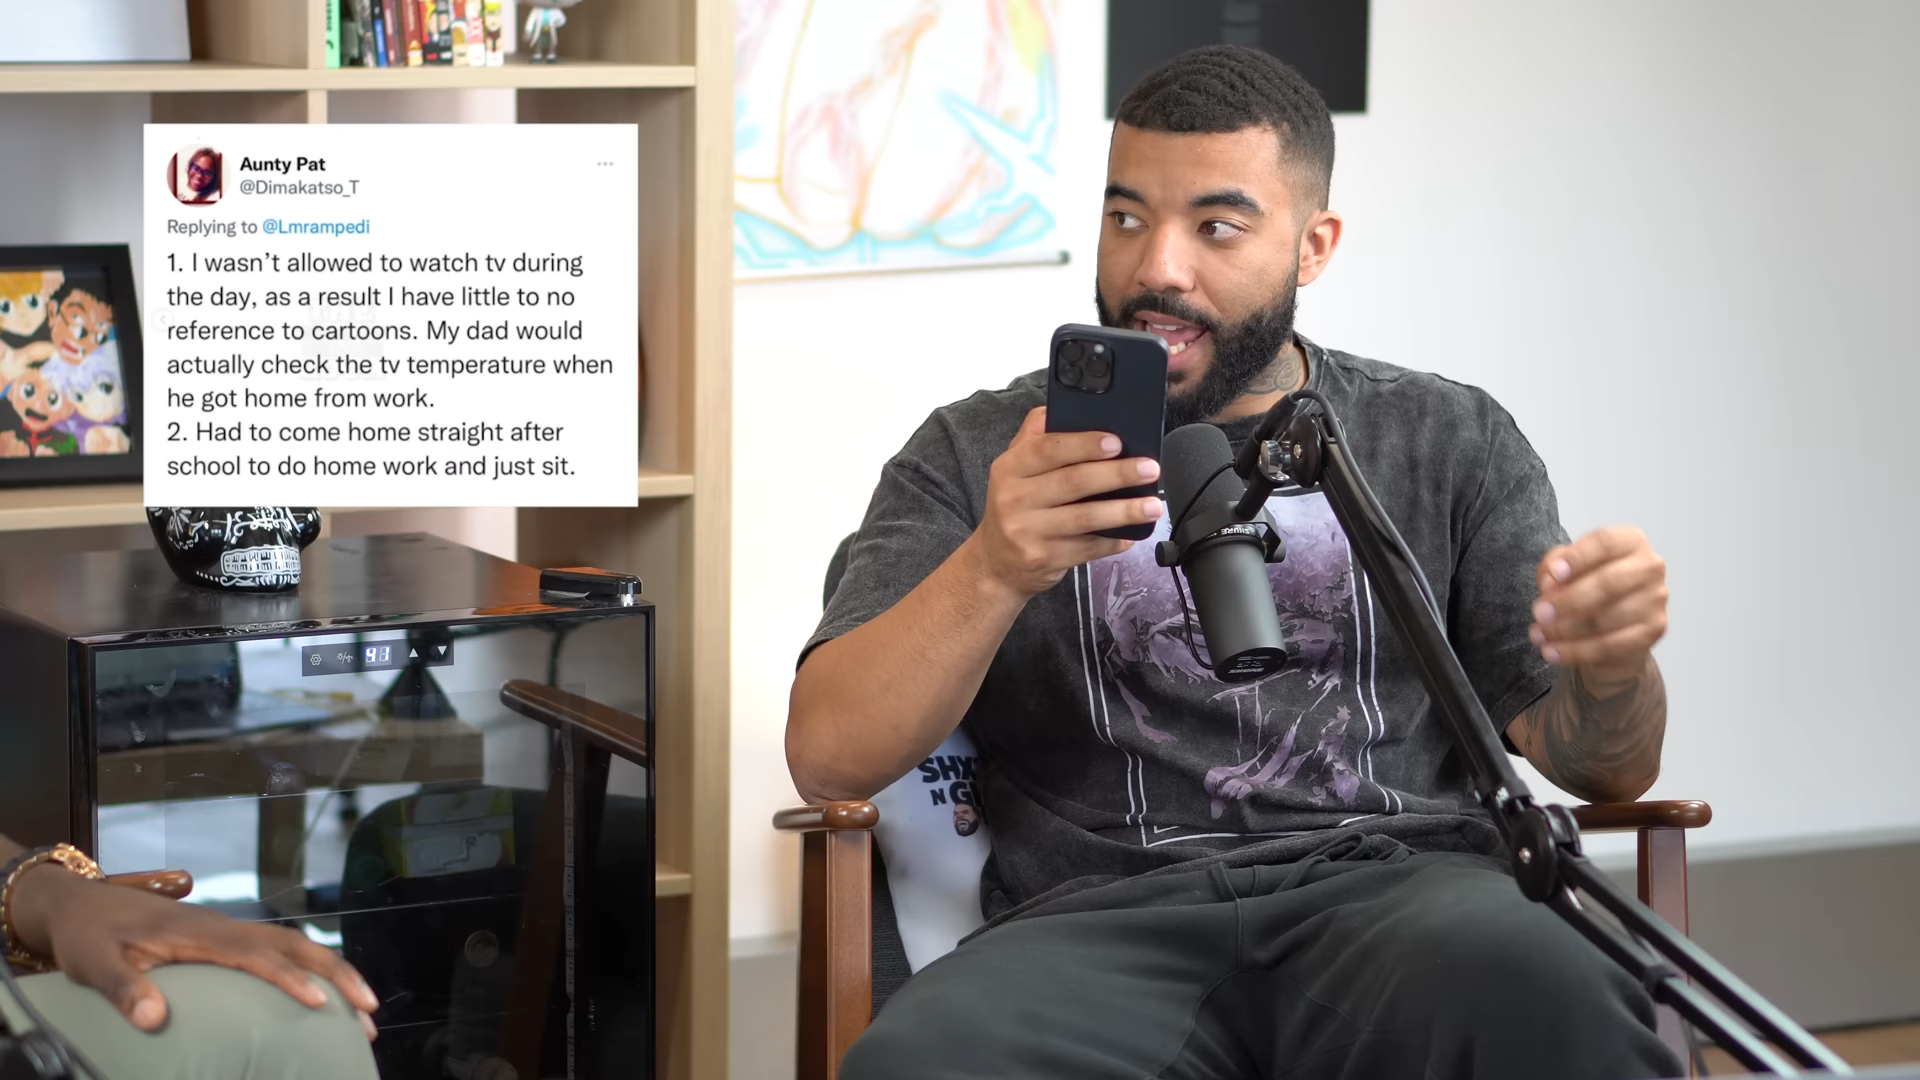 Aunty Pat
@Dimakatso_T
Replying to @Lmrampedi
1. I wasn’t allowed to watch tv during
the day, as a result I have little to no
reference to cartoons. My dad would
actually check the tv temperature when
he got home from work.
2. Had to come home straight after
school to do home work and just sit.
41
SHURE
N